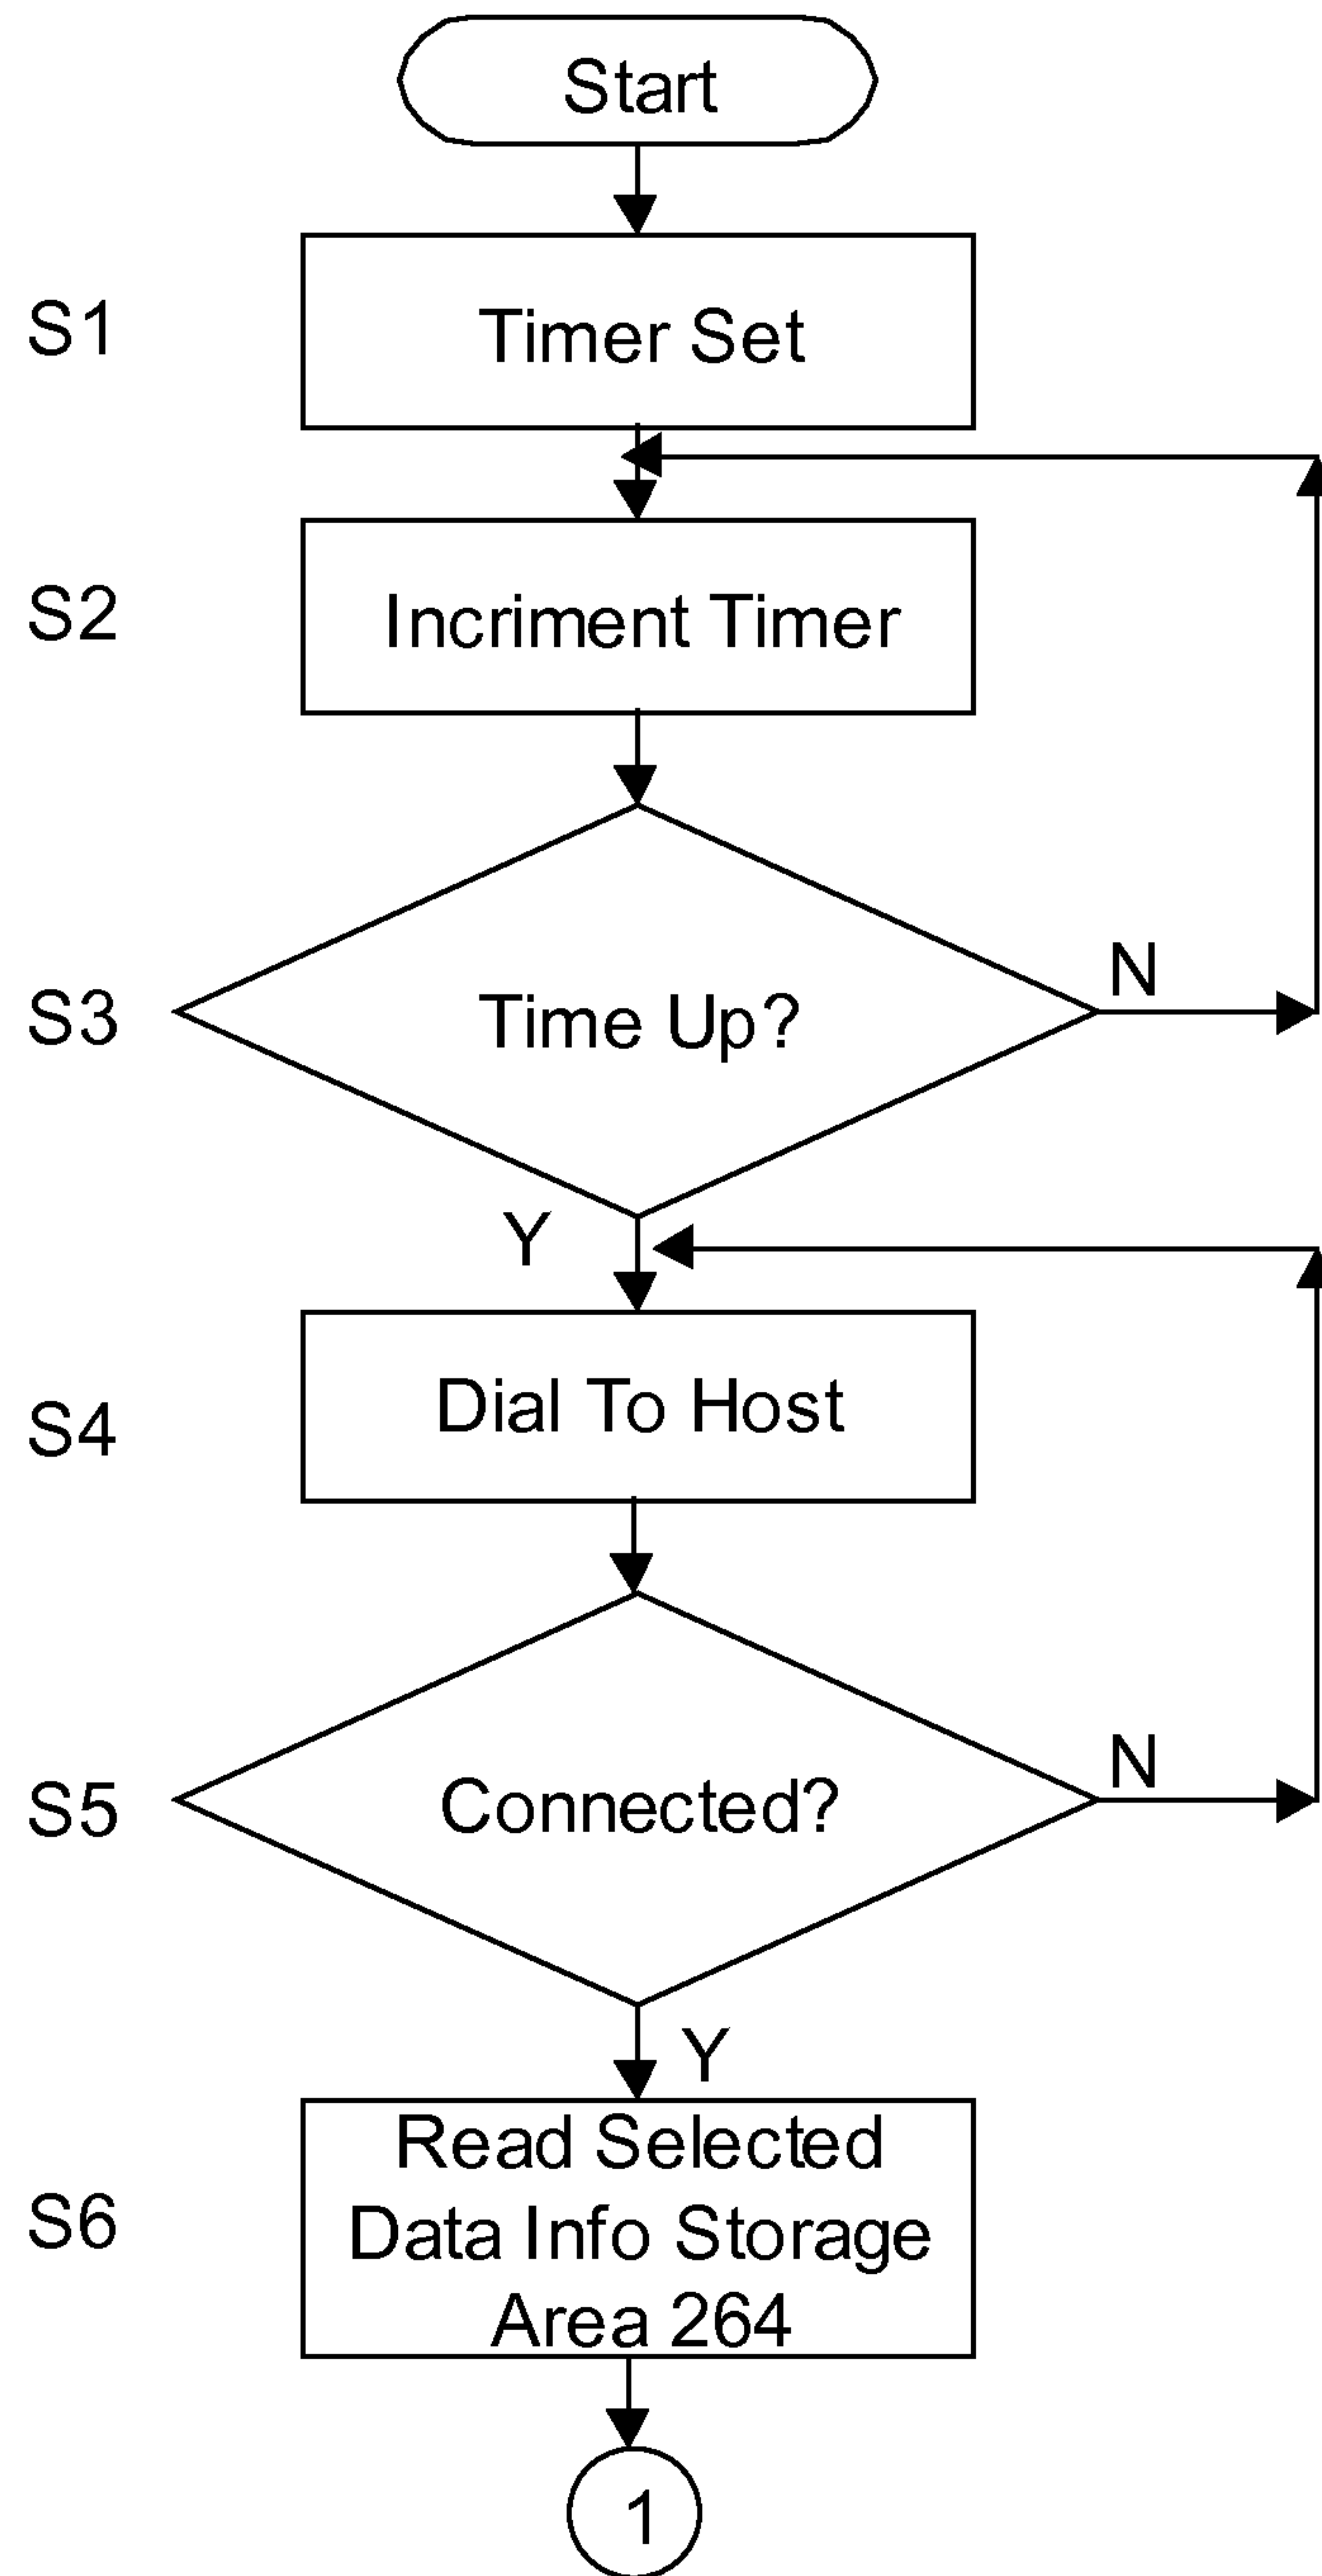 Start
S1
Timer Set
S2
Incriment Timer
S3
Time Up?
N
Y
S4
Dial To Host
S5
Connected?
N
Y
S6
Read Selected
Data Info Storage
Area 264
1